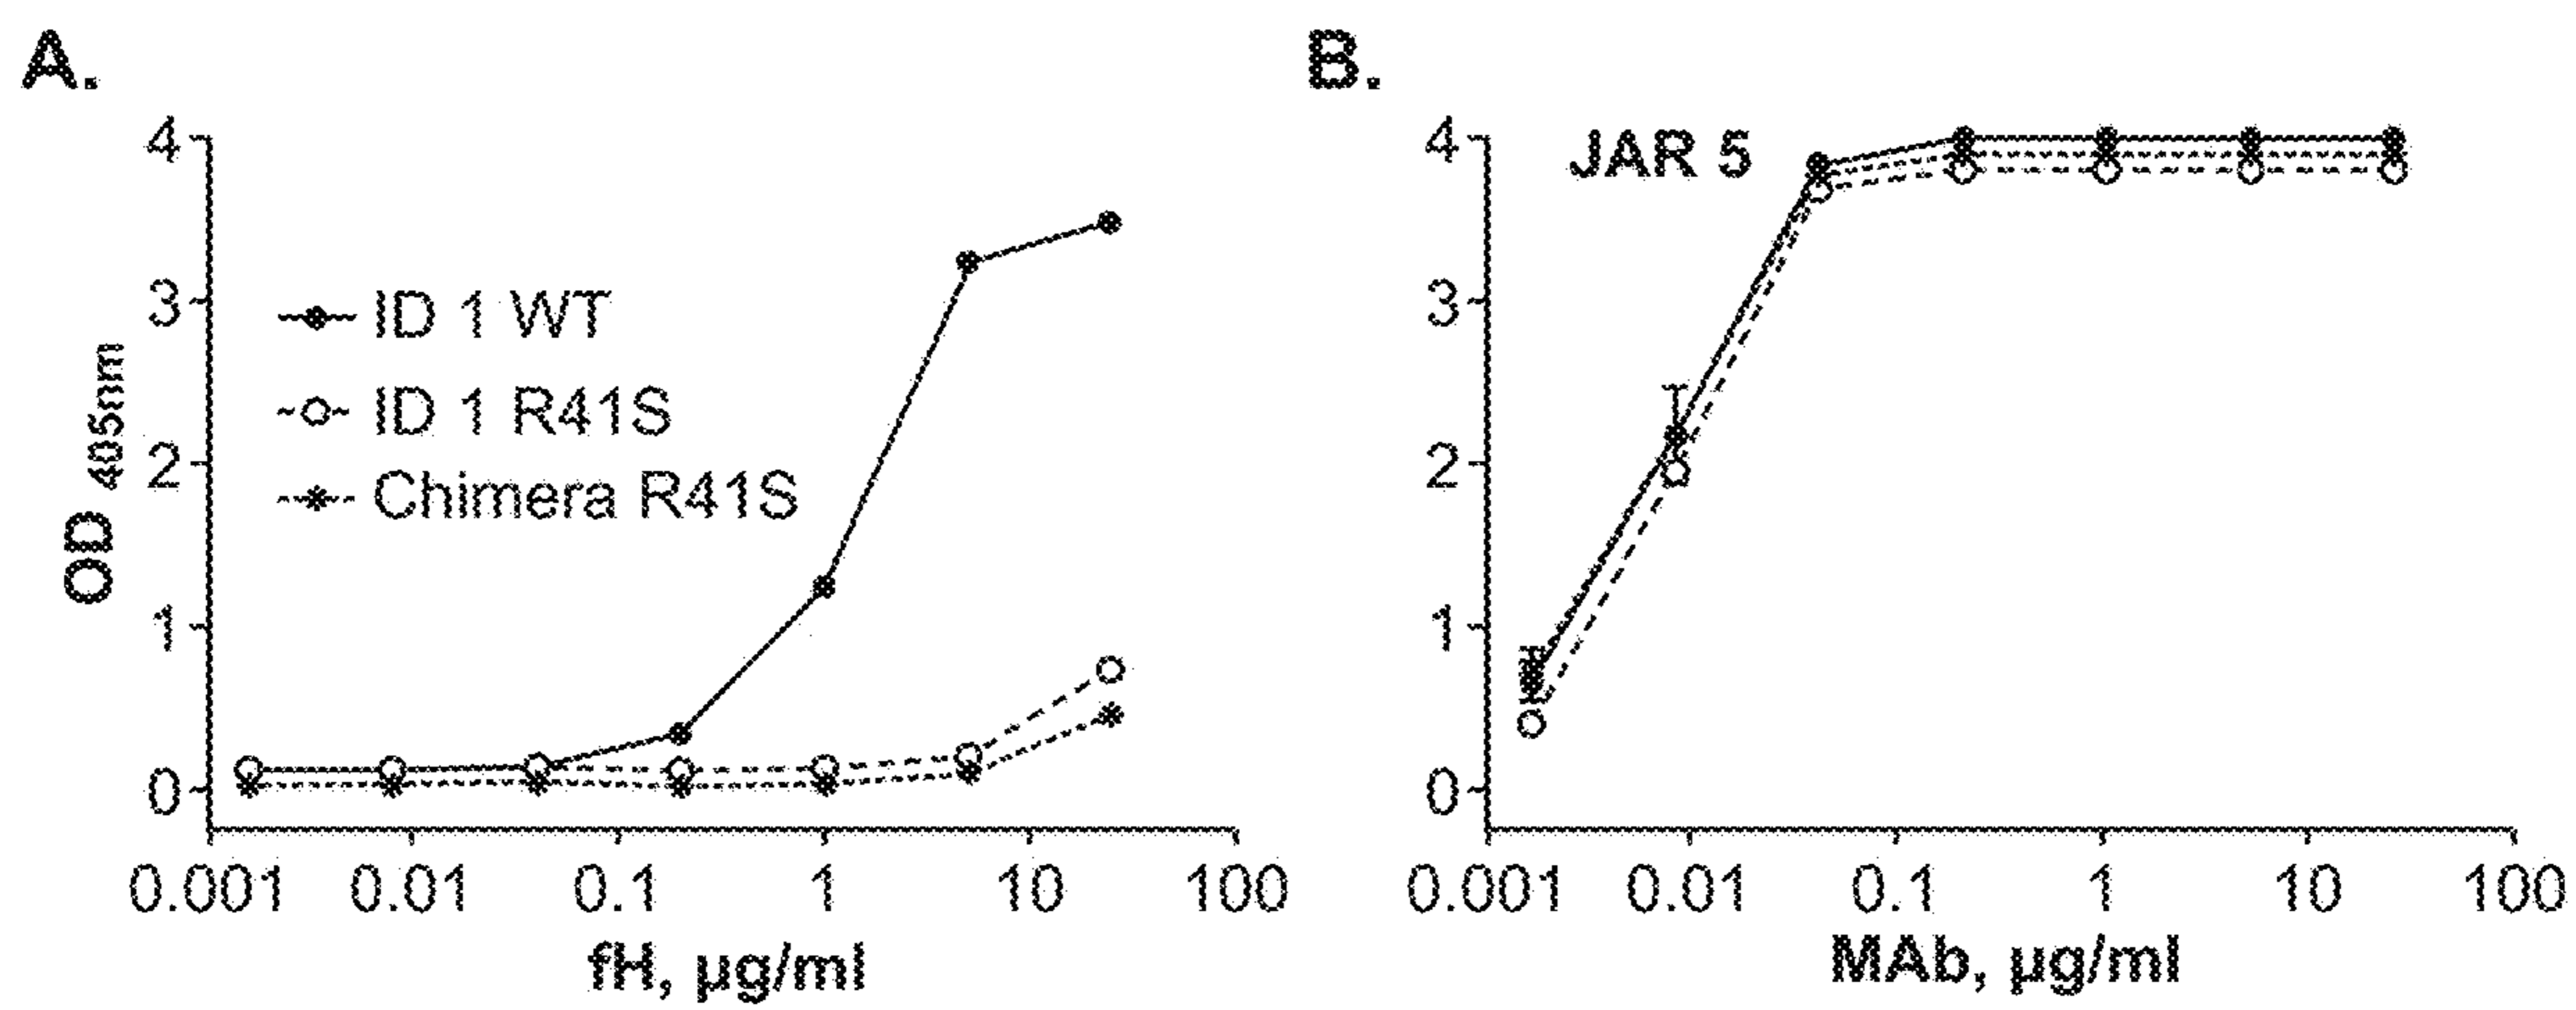 A.
4
3
2
1
0
OD 405nm
ID 1 WT
ID 1 R41S
Chimera R41S
0.001 0.01 0.1 1 10 100
fH, µg/ml
B.
JAR 5
4
3
2
1
0
0.001 0.01 0.1 1 10 100
MAb, µg/ml